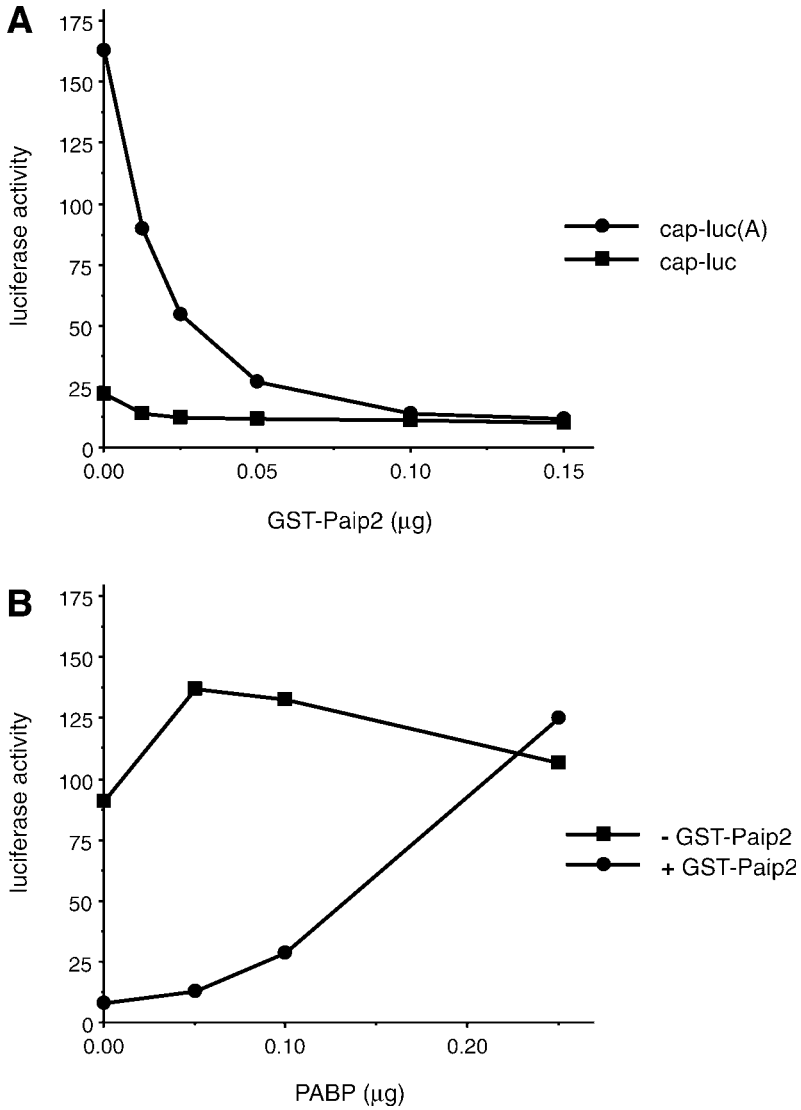 A
175
150
125
100
75
50
25
0
luciferase activity
0.00 0.05 0.10 0.15
GST-Paip2 (μg)
cap-luc(A)
cap-luc
B
175
150
125
100
75
50
25
0
luciferase activity
0.00 0.10 0.20
PABP (μg)
- GST-Paip2
+ GST-Paip2